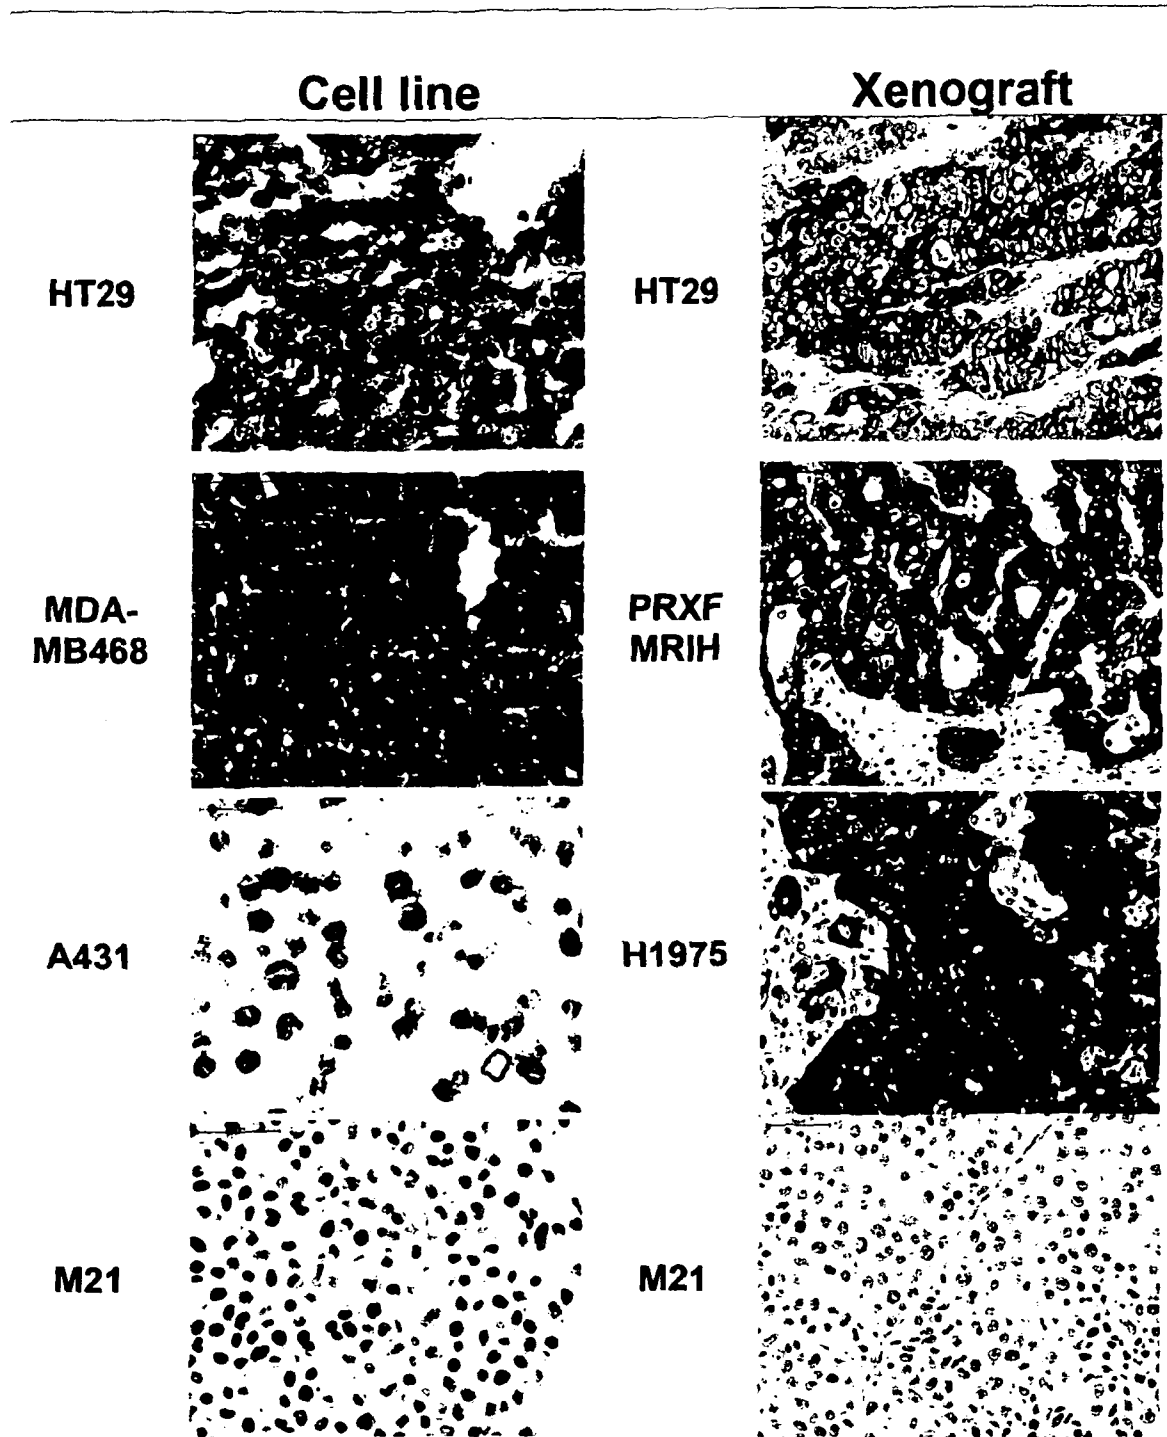 Cell line
Xenograft
HT29
HT29
MDA-
MB468
PRXF
MRIH
A431
H1975
M21
M21